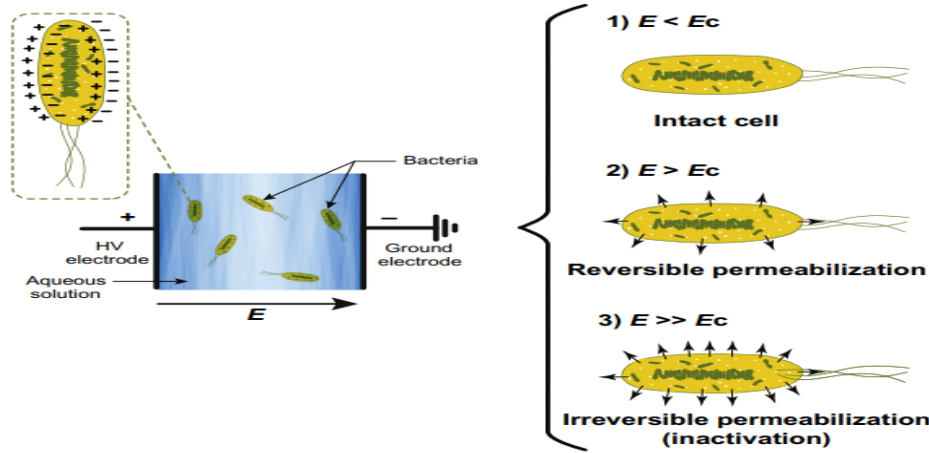 Bacteria
+
−
HV
electrode
Ground
electrode
Aqueous
solution
E
1) E < Ec
Intact cell
2) E > Ec
Reversible permeabilization
3) E >> Ec
Irreversible permeabilization
(inactivation)